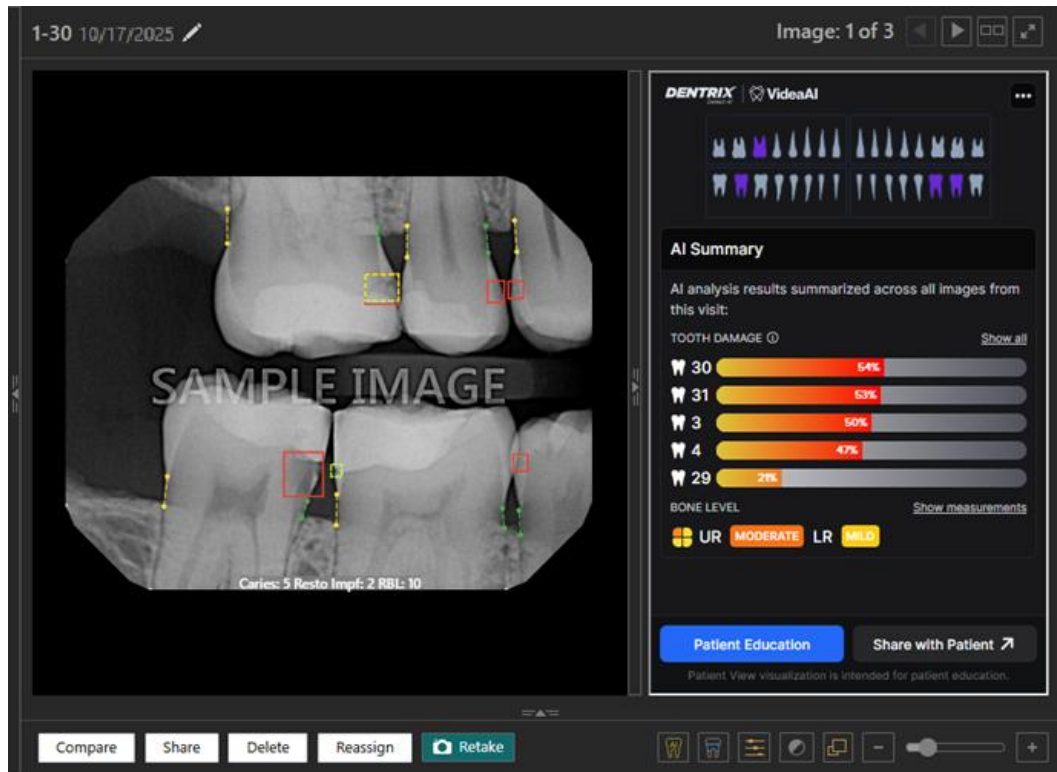 1-30 10/17/2025
Image: 1 of 3
DENTRIX VideaAI
SAMPLE IMAGE
Caries: 5 Resto Impf: 2 RBL: 10
AI Summary
AI analysis results summarized across all images from
this visit:
TOOTH DAMAGE Show all
30 54%
31 53%
3 50%
4 47%
29 21%
BONE LEVEL Show measurements
UR MODERATE LR MILD
Patient Education Share with Patient
Patient View visualization is intended for patient education.
Compare Share Delete Reassign Retake